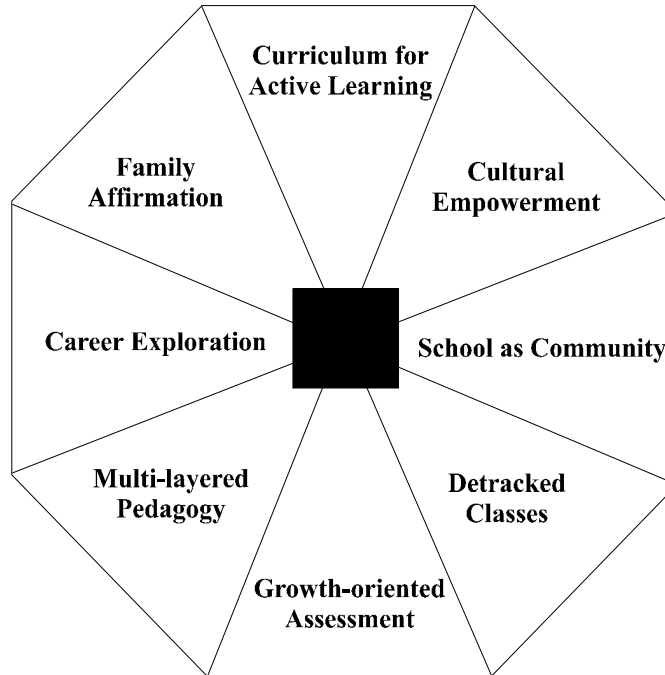 Curriculum for
Active Learning
Family
Affirmation
Cultural
Empowerment
Career Exploration
School as Community
Multi-layered
Pedagogy
Detracked
Classes
Growth-oriented
Assessment